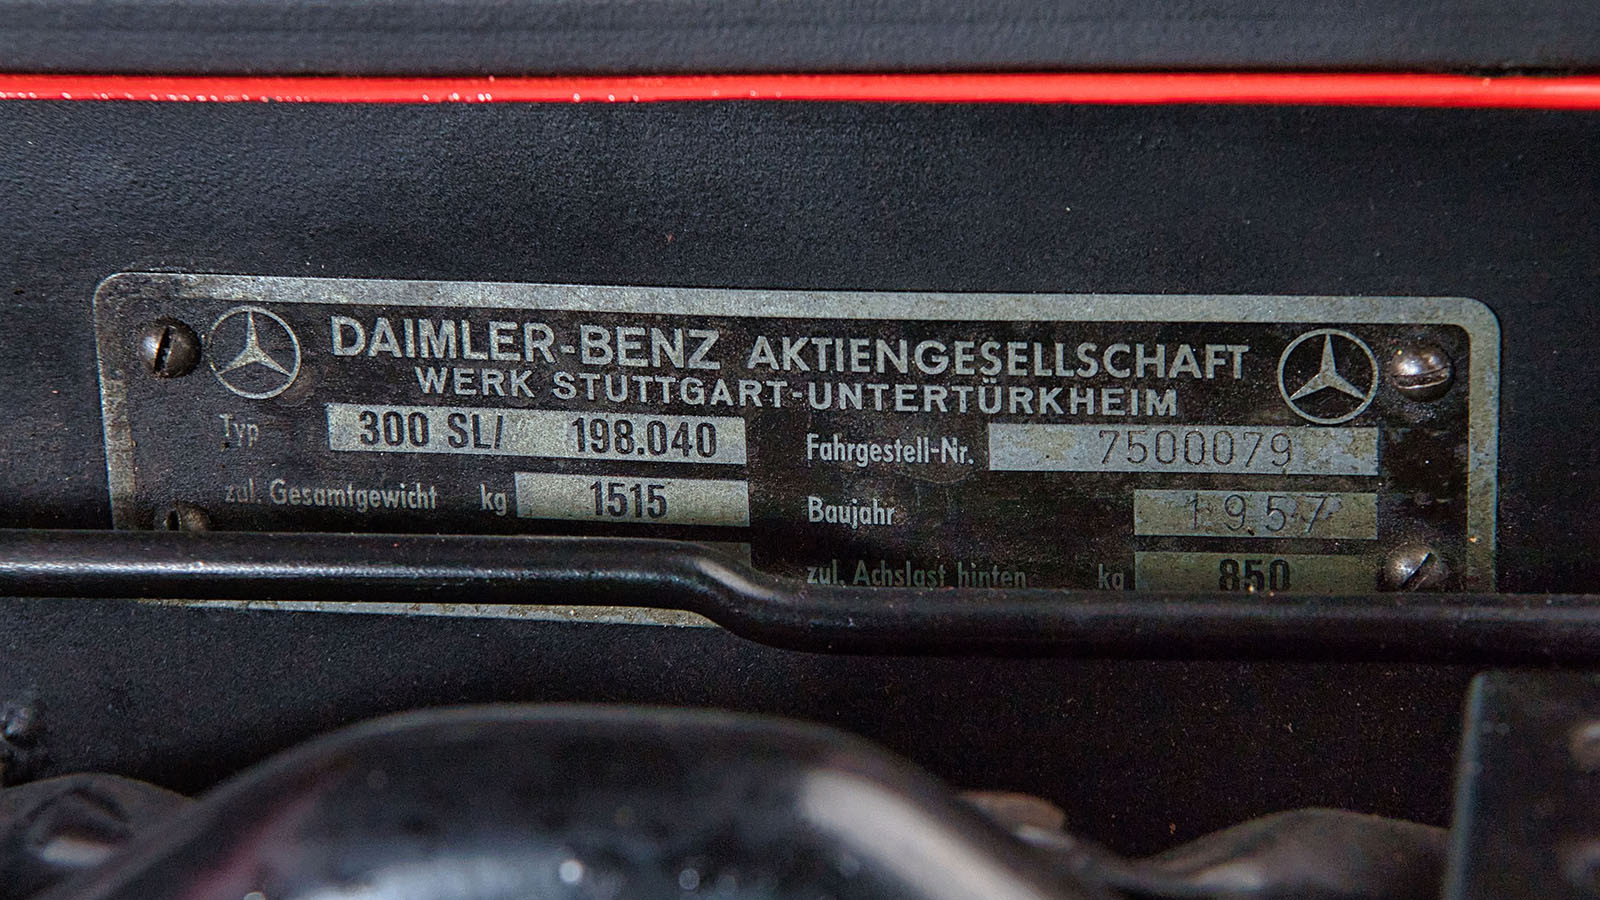 DAIMLER-BENZ AKTIENGESELLSCHAFT
WERK STUTTGART-UNTERTÜRKHEIM
Typ 300 SL/ 198.040 Fahrgestell-Nr. 7500079
zul. Gesamtgewicht kg 1515 Baujahr 1957
zul. Achslast hinten kg 850